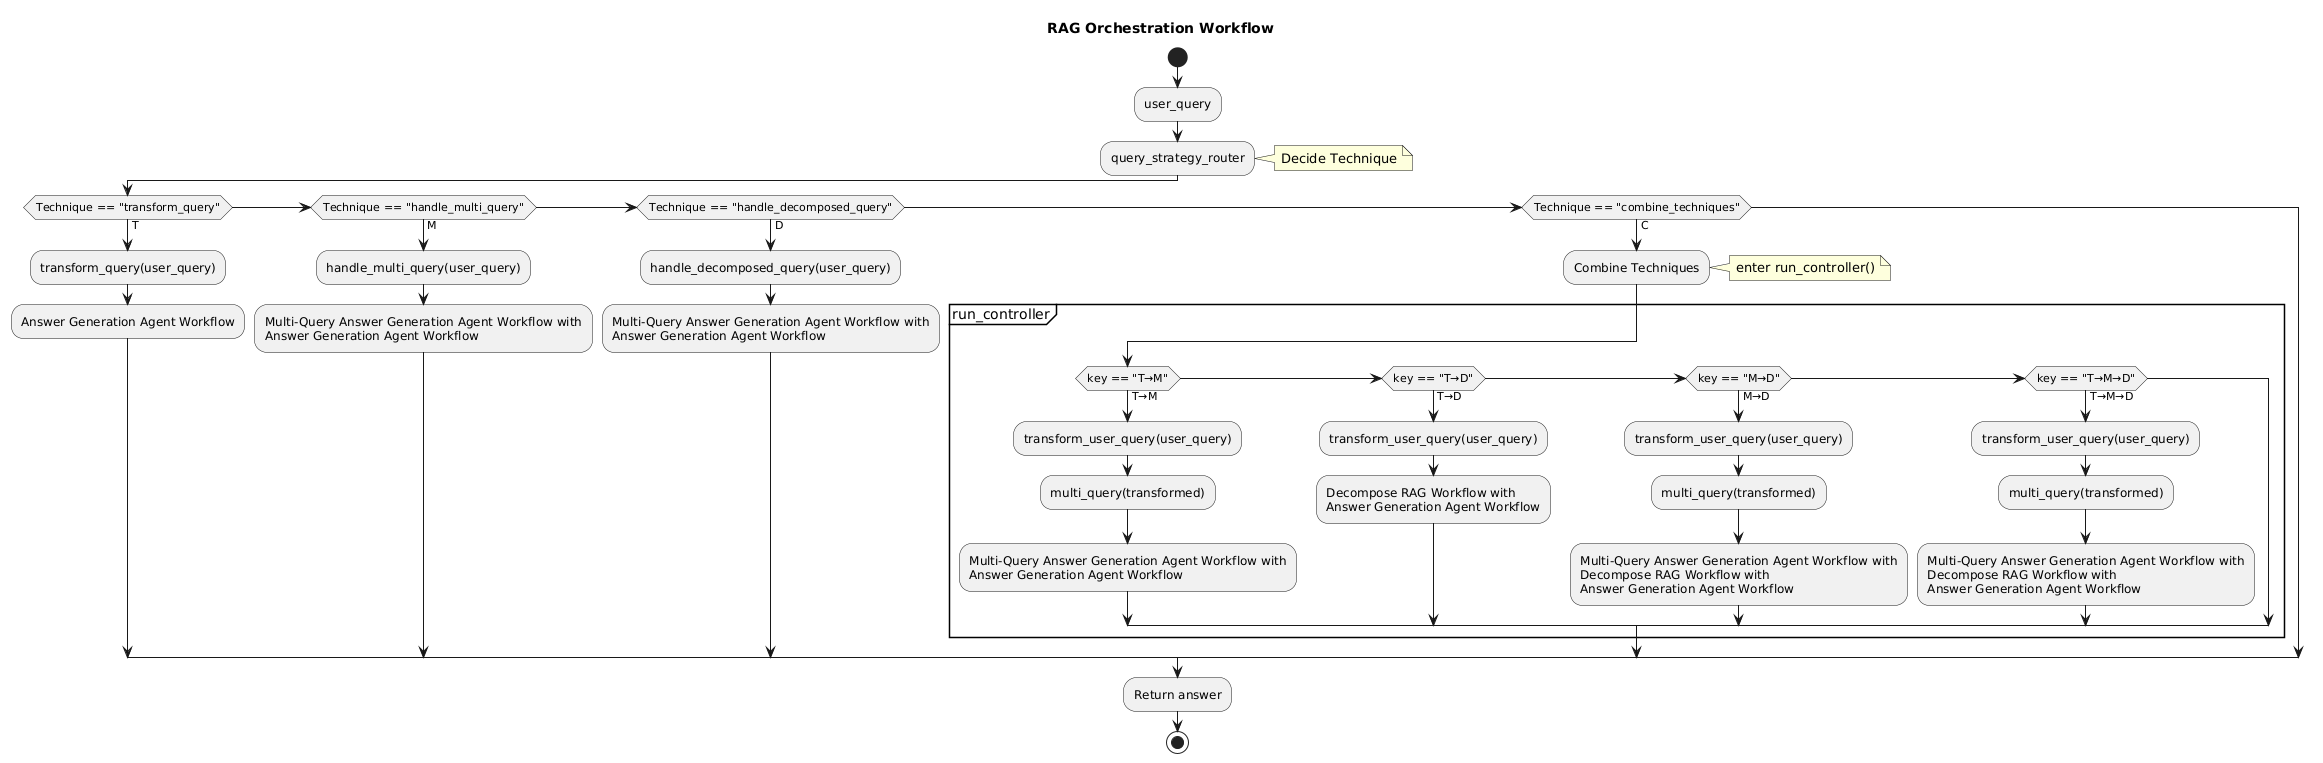 RAG Orchestration Workflow
user_query
query_strategy_router
Decide Technique
Technique == "transform_query"
T
transform_query(user_query)
Answer Generation Agent Workflow
Technique == "handle_multi_query"
M
handle_multi_query(user_query)
Multi-Query Answer Generation Agent Workflow with
Answer Generation Agent Workflow
Technique == "handle_decomposed_query"
D
handle_decomposed_query(user_query)
Multi-Query Answer Generation Agent Workflow with
Answer Generation Agent Workflow
Technique == "combine_techniques"
C
Combine Techniques
enter run_controller()
run_controller
key == "T→M"
T→M
transform_user_query(user_query)
multi_query(transformed)
Multi-Query Answer Generation Agent Workflow with
Answer Generation Agent Workflow
key == "T→D"
T→D
transform_user_query(user_query)
Decompose RAG Workflow with
Answer Generation Agent Workflow
key == "M→D"
M→D
transform_user_query(user_query)
multi_query(transformed)
Multi-Query Answer Generation Agent Workflow with
Decompose RAG Workflow with
Answer Generation Agent Workflow
key == "T→M→D"
T→M→D
transform_user_query(user_query)
multi_query(transformed)
Multi-Query Answer Generation Agent Workflow with
Decompose RAG Workflow with
Answer Generation Agent Workflow
Return answer